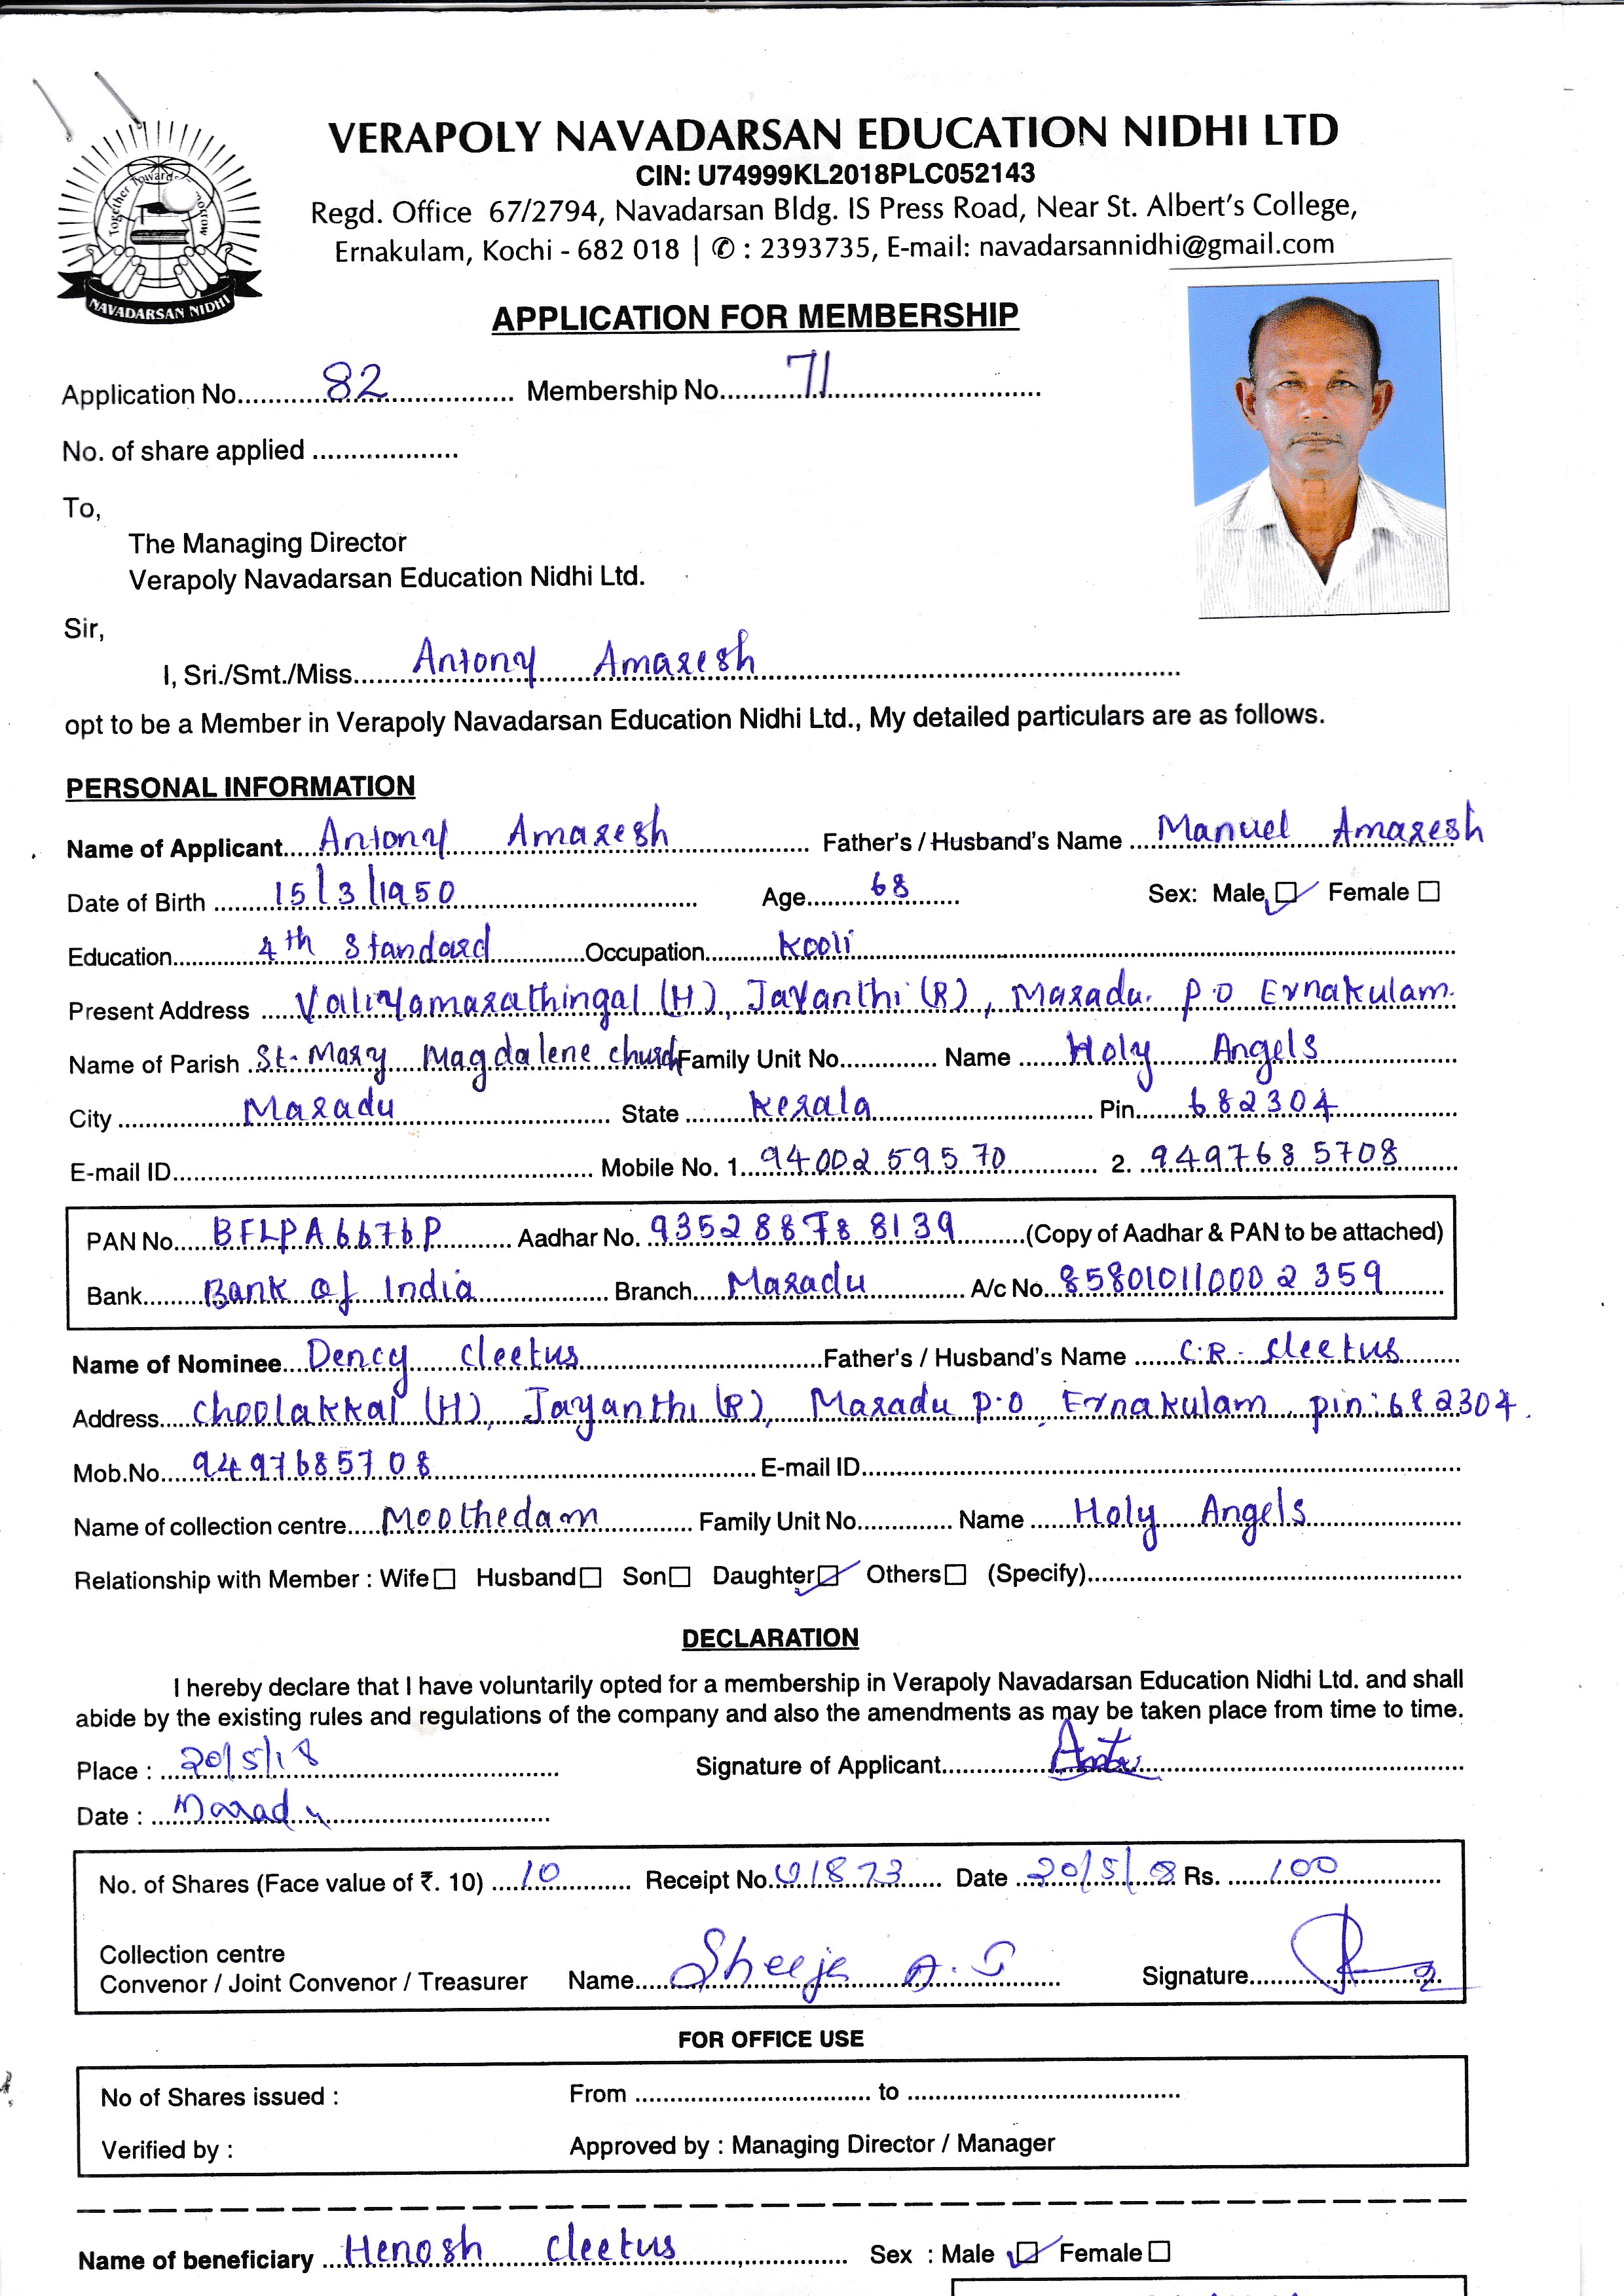 VERAPOLY NAVADARSAN EDUCATION NIDHI LTD
CIN: U74999KL2018PLC052143
Regd. Office 67/2794, Navadarsan Bldg. IS Press Road, Near St. Albert's College,
Ernakulam, Kochi - 682 018 | ✆ : 2393735, E-mail: navadarsannidhi@gmail.com
Together Toward
NAVADARSAN NIDHI
APPLICATION FOR MEMBERSHIP
Application No. 82 Membership No. 71
No. of share applied
To,
The Managing Director
Verapoly Navadarsan Education Nidhi Ltd.
Sir,
I, Sri./Smt./Miss Antony Amaresh
opt to be a Member in Verapoly Navadarsan Education Nidhi Ltd., My detailed particulars are as follows.
PERSONAL INFORMATION
Name of Applicant Antony Amaresh Father's / Husband's Name Manuel Amaresh
Date of Birth 15/3/1950 Age 68 Sex: Male Female
Education 4th Standard Occupation Kooli
Present Address Valiyamarathingal (H), Jayanthi (R), Maradu. P O Ernakulam.
Name of Parish St. Mary Magdalene church Family Unit No. Name Holy Angels
City Maradu State Kerala Pin 682304
E-mail ID Mobile No. 1. 9400259570 2. 9497685708
PAN No. BFLPA6676P Aadhar No. 935288788139 (Copy of Aadhar & PAN to be attached)
Bank Bank of India Branch Maradu A/c No. 858010110002359
Name of Nominee Dency Cleetus Father's / Husband's Name C.R. Cleetus
Address Choolakkal (H), Jayanthi (R), Maradu P.O, Ernakulam, pin: 682304.
Mob.No. 9497685708 E-mail ID
Name of collection centre Moothedam Family Unit No. Name Holy Angels
Relationship with Member : Wife Husband Son Daughter Others (Specify)
DECLARATION
I hereby declare that I have voluntarily opted for a membership in Verapoly Navadarsan Education Nidhi Ltd. and shall
abide by the existing rules and regulations of the company and also the amendments as may be taken place from time to time.
Place : 20/5/18 Signature of Applicant
Date : Maradu
No. of Shares (Face value of ₹. 10) 10 Receipt No. 01873 Date 20/5/18 Rs. 100
Collection centre
Convenor / Joint Convenor / Treasurer Name Sheeja Signature
FOR OFFICE USE
No of Shares issued : From to
Verified by : Approved by : Managing Director / Manager
Name of beneficiary Henosh Cleetus Sex : Male Female